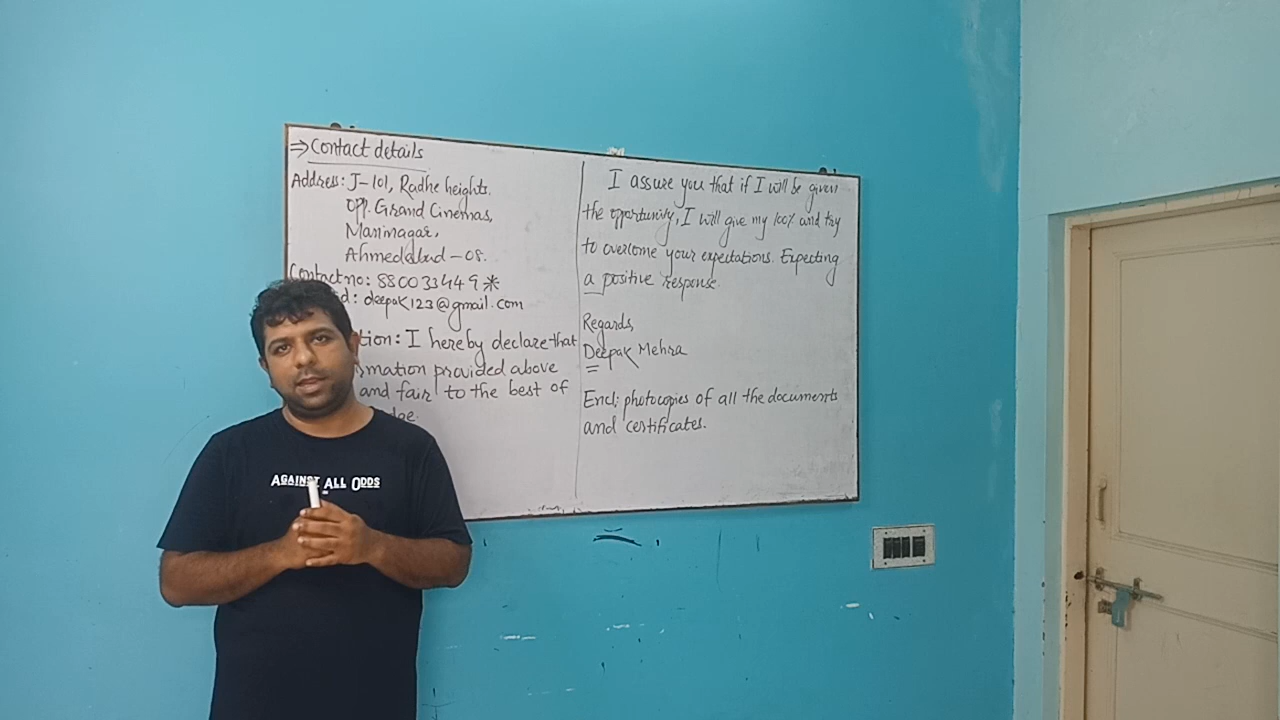 ⇒ Contact details
Address: J-101, Radhe heights,
Opp. Grand Cinemas,
Maninagar,
Ahmedabad - 08.
Contact no: 880033449*
d: deepak123@gmail.com
tion: I hereby declare that
rmation provided above
and fair to the best of
dge.
I assure you that if I will be given
the opportunity, I will give my 100% and try
to overcome your expectations. Expecting
a positive response.
Regards,
Deepak Mehra
Encl: photocopies of all the documents
and certificates.
AGAINST ALL ODDS